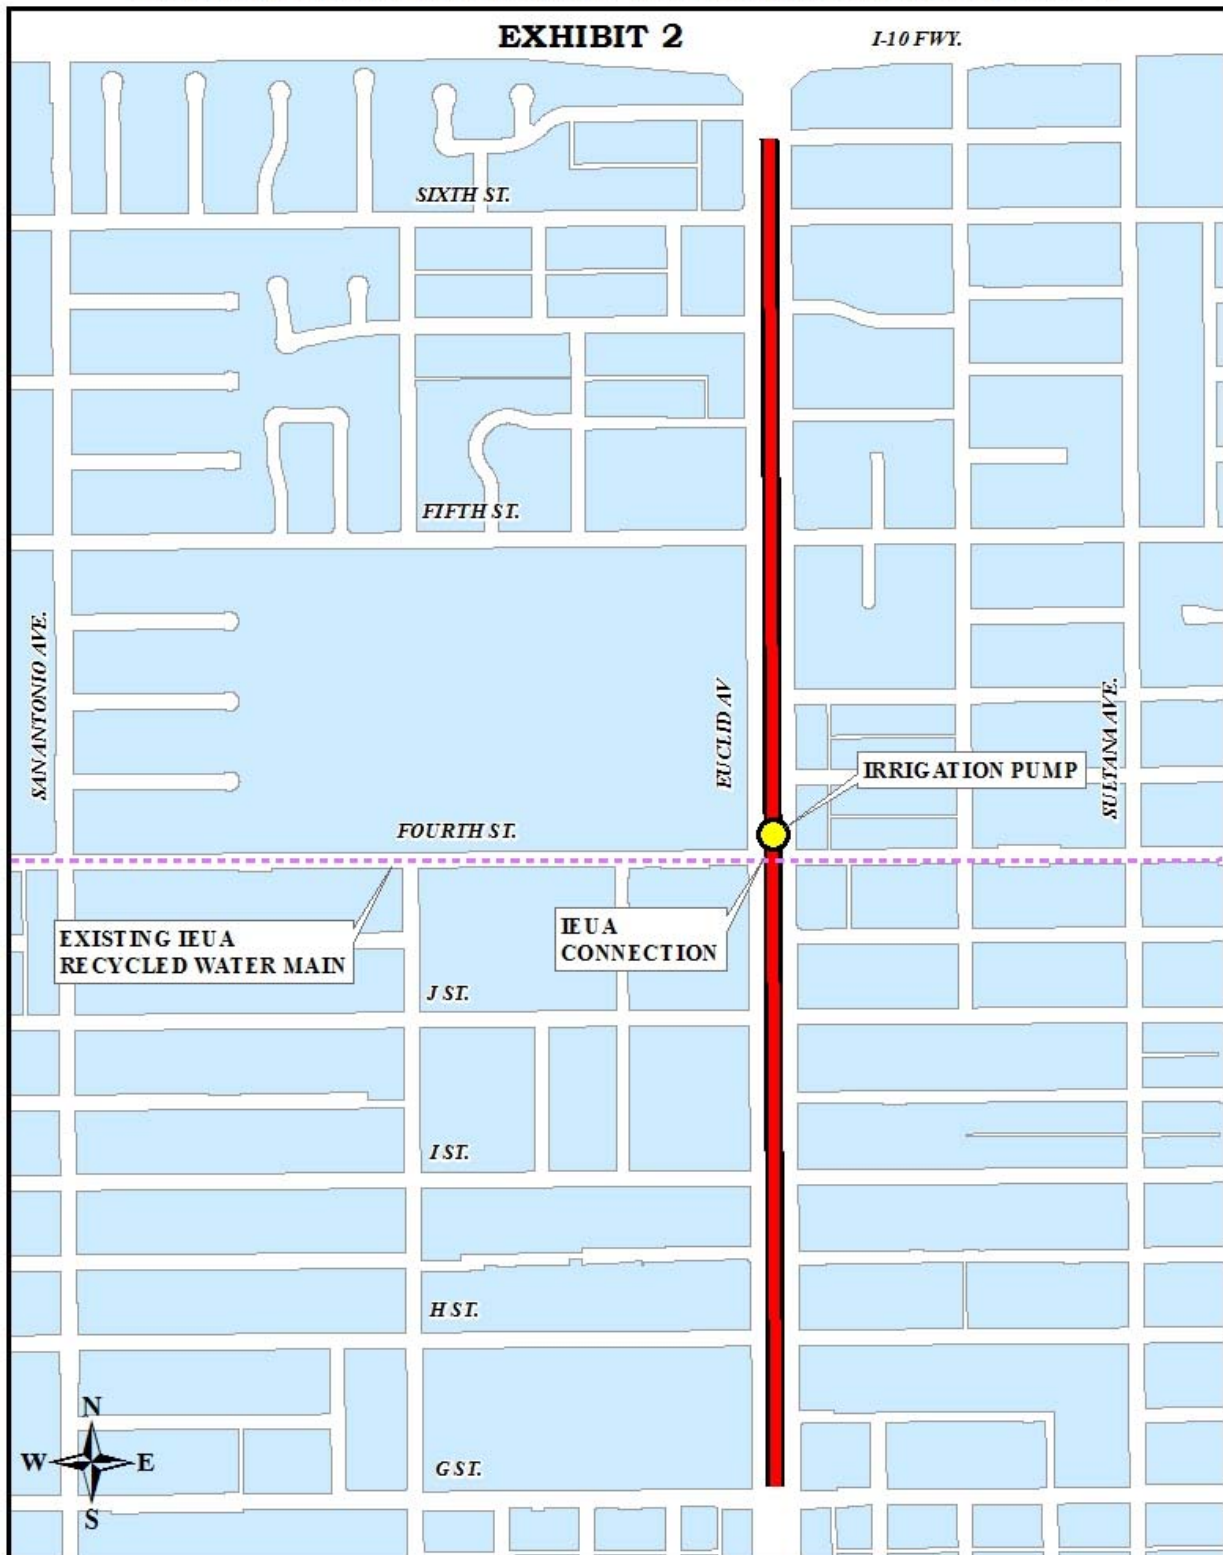 EXHIBIT 2
I-10 FWY.
SIXTH ST.
FIFTH ST.
SAN ANTONIO AVE.
EUCLID AV
SULTANA AVE.
IRRIGATION PUMP
FOURTH ST.
EXISTING IEUA
RECYCLED WATER MAIN
IEUA
CONNECTION
J ST.
I ST.
H ST.
G ST.
N
W
E
S